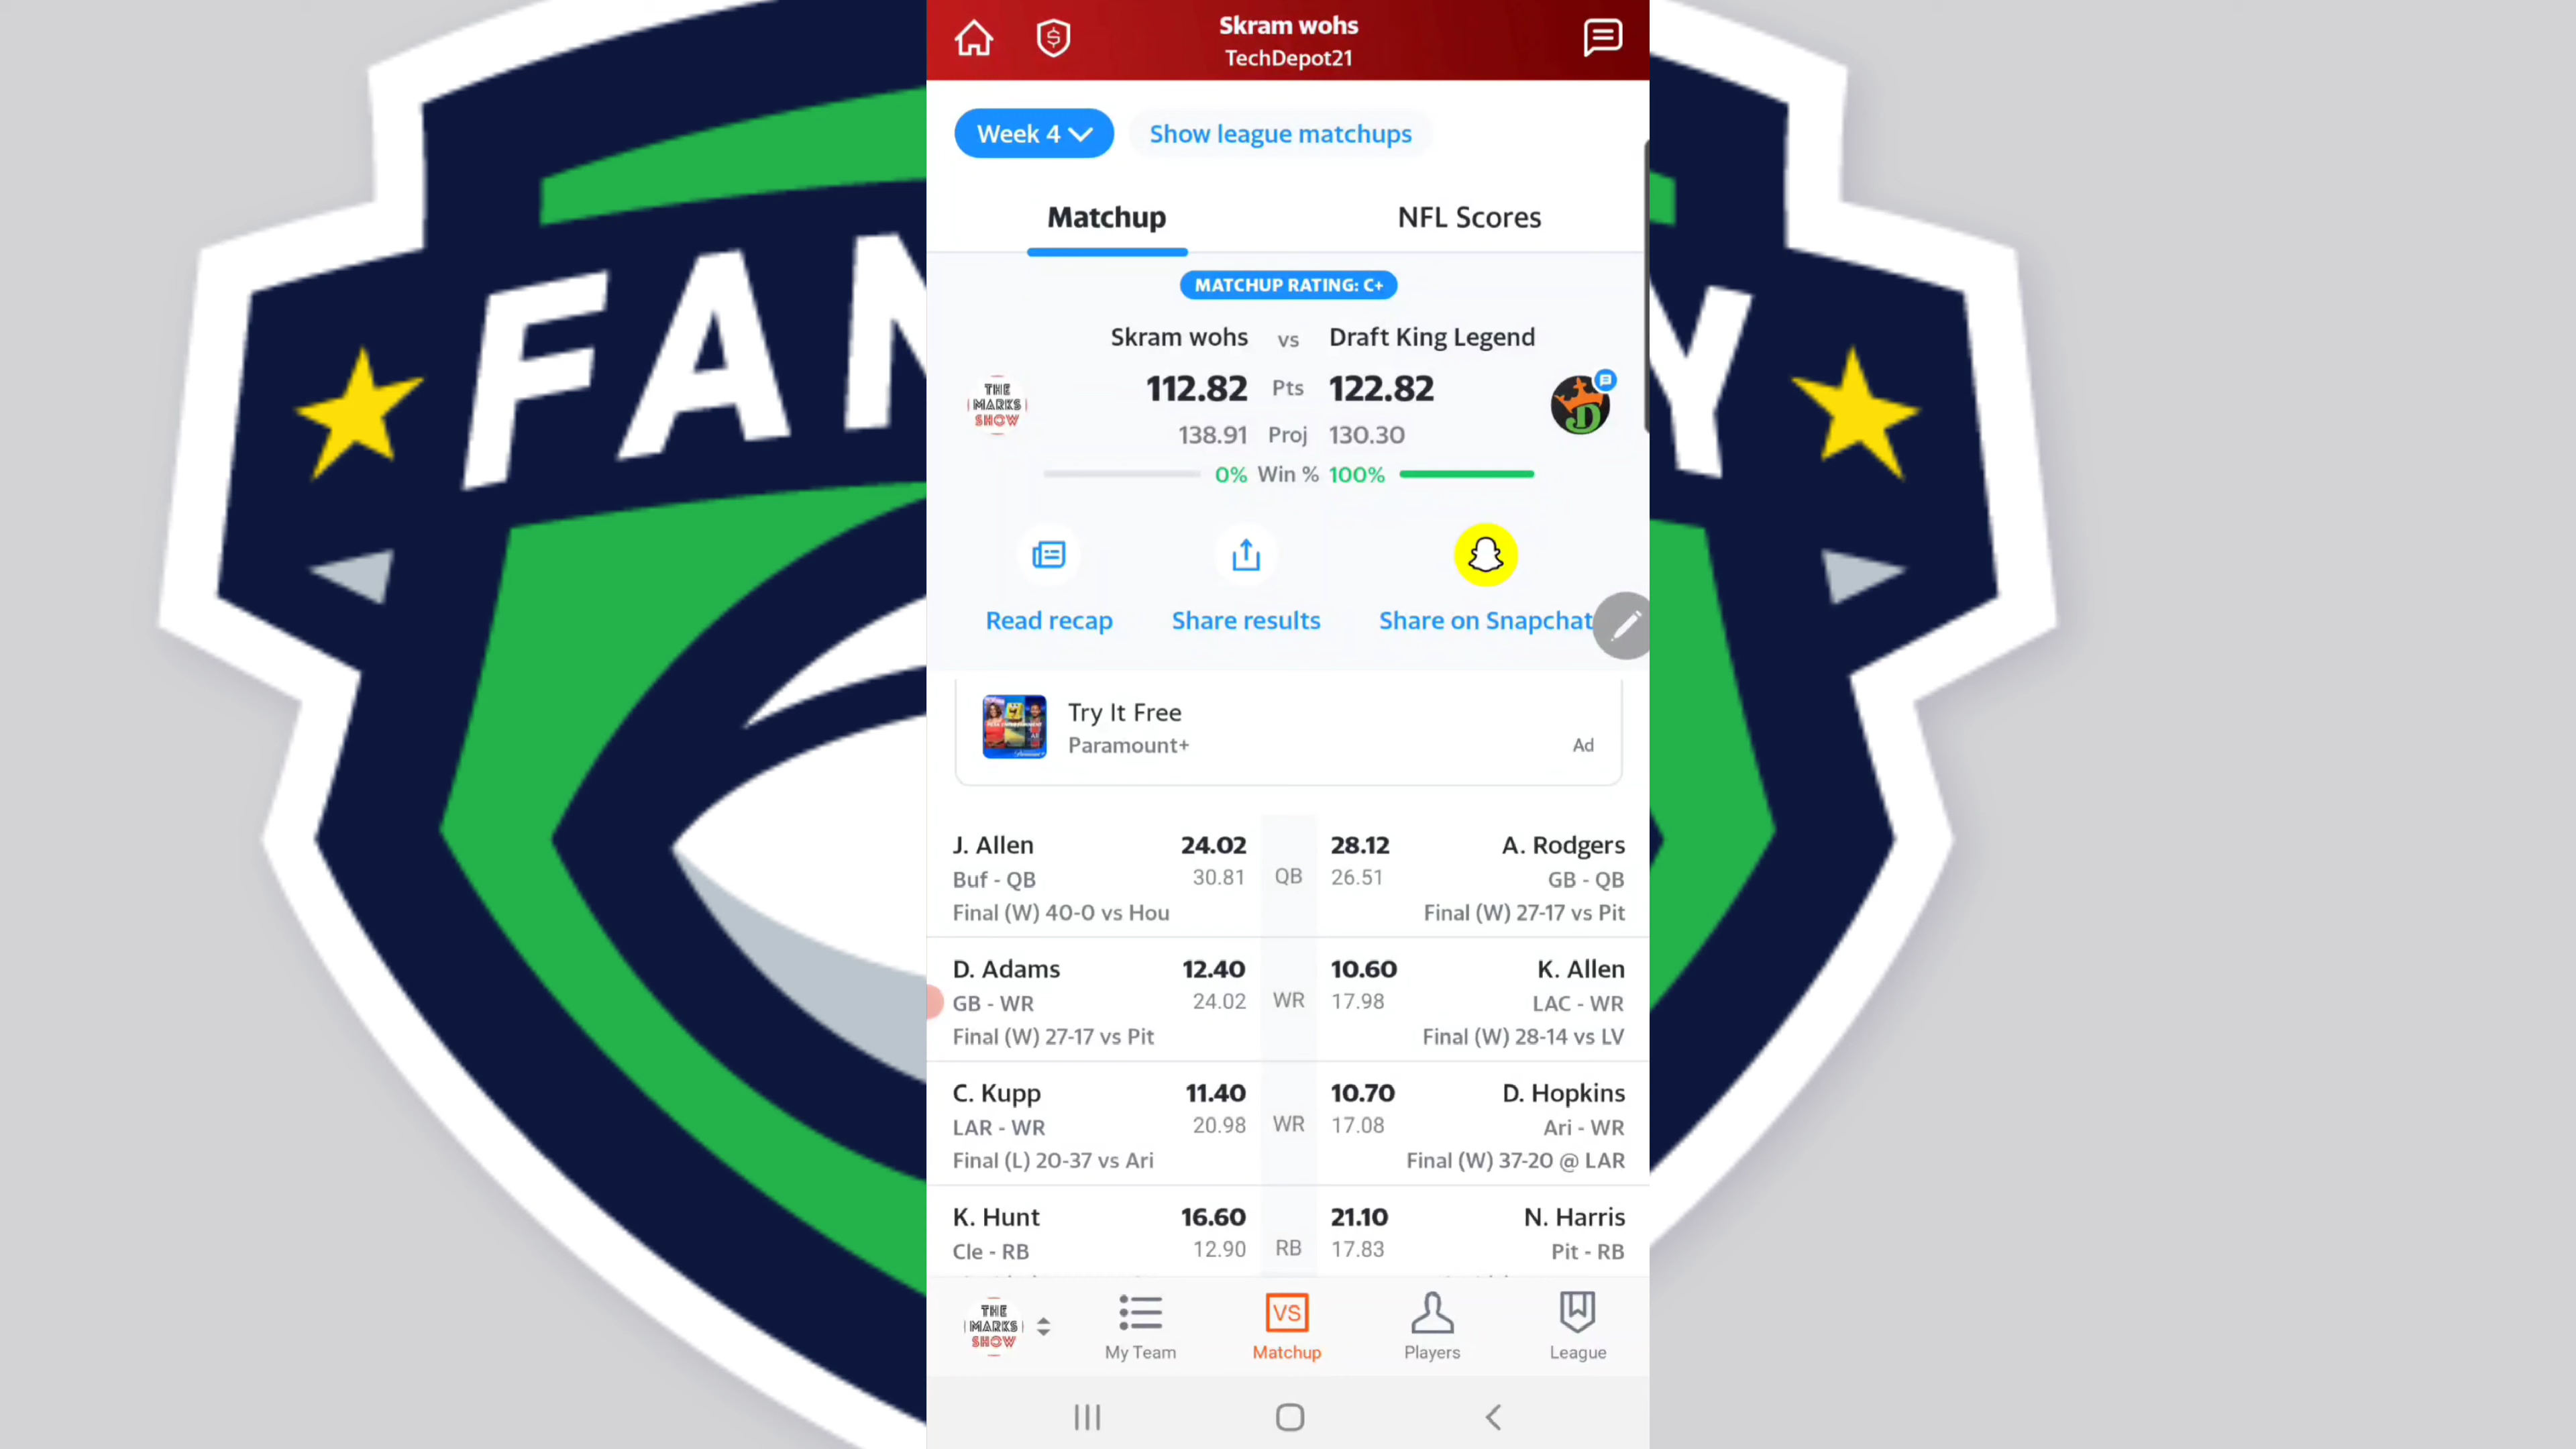 FAN
Y
Skram wohs
TechDepot21
Week 4
Show league matchups
Matchup
NFL Scores
MATCHUP RATING: C+
Skram wohs vs Draft King Legend
THE
MARKS
SHOW
112.82 Pts 122.82
138.91 Proj 130.30
0% Win % 100%
Read recap
Share results
Share on Snapchat
Try It Free
Paramount+
Ad
J. Allen 24.02 28.12 A. Rodgers
Buf - QB 30.81 QB 26.51 GB - QB
Final (W) 40-0 vs Hou Final (W) 27-17 vs Pit
D. Adams 12.40 10.60 K. Allen
GB - WR 24.02 WR 17.98 LAC - WR
Final (W) 27-17 vs Pit Final (W) 28-14 vs LV
C. Kupp 11.40 10.70 D. Hopkins
LAR - WR 20.98 WR 17.08 Ari - WR
Final (L) 20-37 vs Ari Final (W) 37-20 @ LAR
K. Hunt 16.60 21.10 N. Harris
Cle - RB 12.90 RB 17.83 Pit - RB
THE
MARKS
SHOW
My Team
VS
Matchup
Players
League